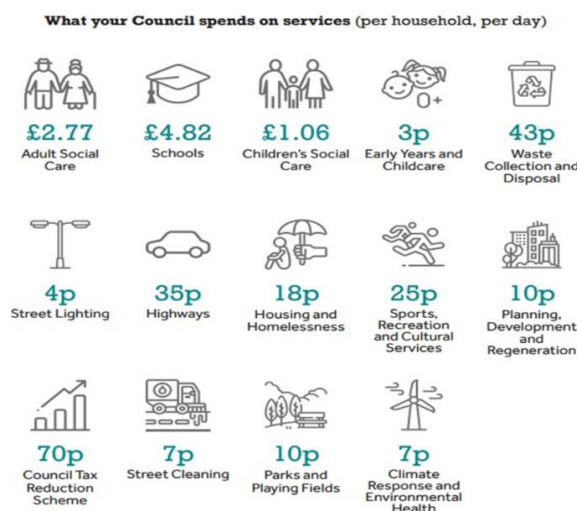 What your Council spends on services (per household, per day)
0+
£2.77
Adult Social
Care
£4.82
Schools
£1.06
Children's Social
Care
3p
Early Years and
Childcare
43p
Waste
Collection and
Disposal
4p
Street Lighting
35p
Highways
18p
Housing and
Homelessness
25p
Sports,
Recreation
and Cultural
Services
10p
Planning,
Development
and
Regeneration
70p
Council Tax
Reduction
Scheme
7p
Street Cleaning
10p
Parks and
Playing Fields
7p
Climate
Response and
Environmental
Health